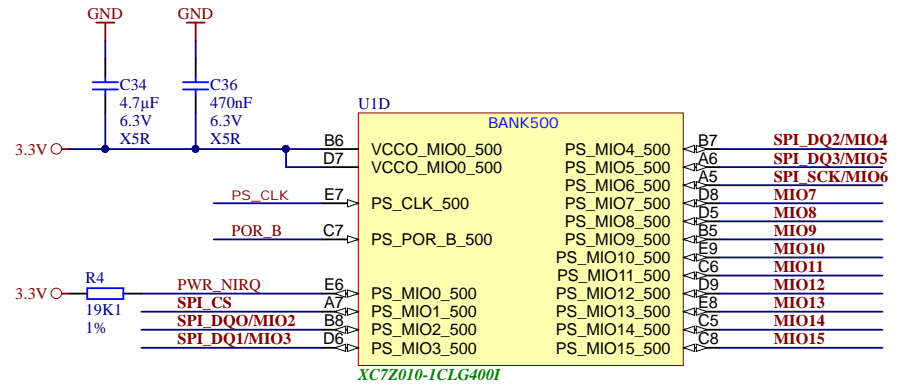 GND
GND
C34
4.7µF
6.3V
X5R
C36
470nF
6.3V
X5R
U1D
BANK500
3.3V
B6
VCCO_MIO0_500
D7
VCCO_MIO0_500
PS_CLK
E7
PS_CLK_500
POR_B
C7
PS_POR_B_500
R4
19K1
1%
3.3V
PWR_NIRQ
E6
PS_MIO0_500
SPI_CS
A7
PS_MIO1_500
SPI_DQO/MIO2
B8
PS_MIO2_500
SPI_DQ1/MIO3
D6
PS_MIO3_500
PS_MIO4_500
B7
SPI_DQ2/MIO4
PS_MIO5_500
A6
SPI_DQ3/MIO5
PS_MIO6_500
A5
SPI_SCK/MIO6
PS_MIO7_500
D8
MIO7
PS_MIO8_500
D5
MIO8
PS_MIO9_500
B5
MIO9
PS_MIO10_500
E9
MIO10
PS_MIO11_500
C6
MIO11
PS_MIO12_500
D9
MIO12
PS_MIO13_500
E8
MIO13
PS_MIO14_500
C5
MIO14
PS_MIO15_500
C8
MIO15
XC7Z010-1CLG400I